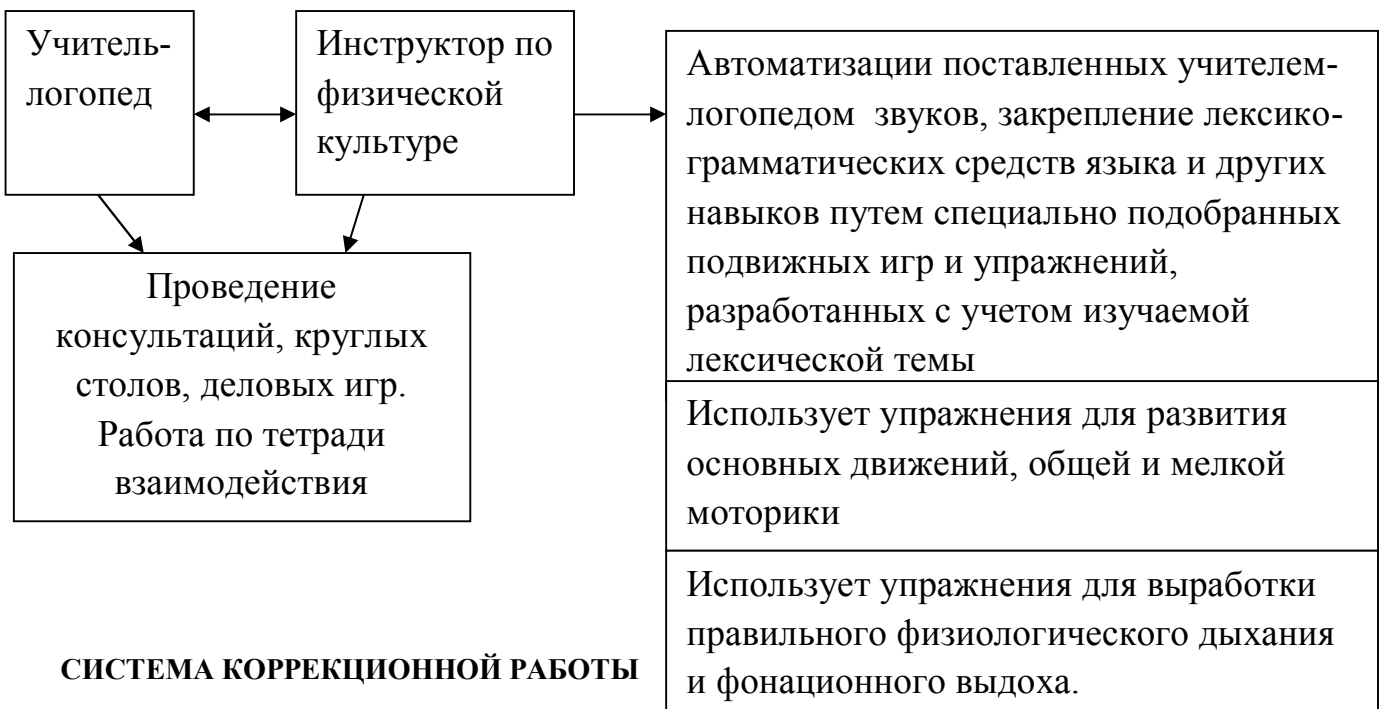 Учитель-
логопед
Инструктор по
физической
культуре
Автоматизации поставленных учителем-
логопедом звуков, закрепление лексико-
грамматических средств языка и других
навыков путем специально подобранных
подвижных игр и упражнений,
разработанных с учетом изучаемой
лексической темы
Проведение
консультаций, круглых
столов, деловых игр.
Работа по тетради
взаимодействия
Использует упражнения для развития
основных движений, общей и мелкой
моторики
Использует упражнения для выработки
правильного физиологического дыхания
и фонационного выдоха.
СИСТЕМА КОРРЕКЦИОННОЙ РАБОТЫ